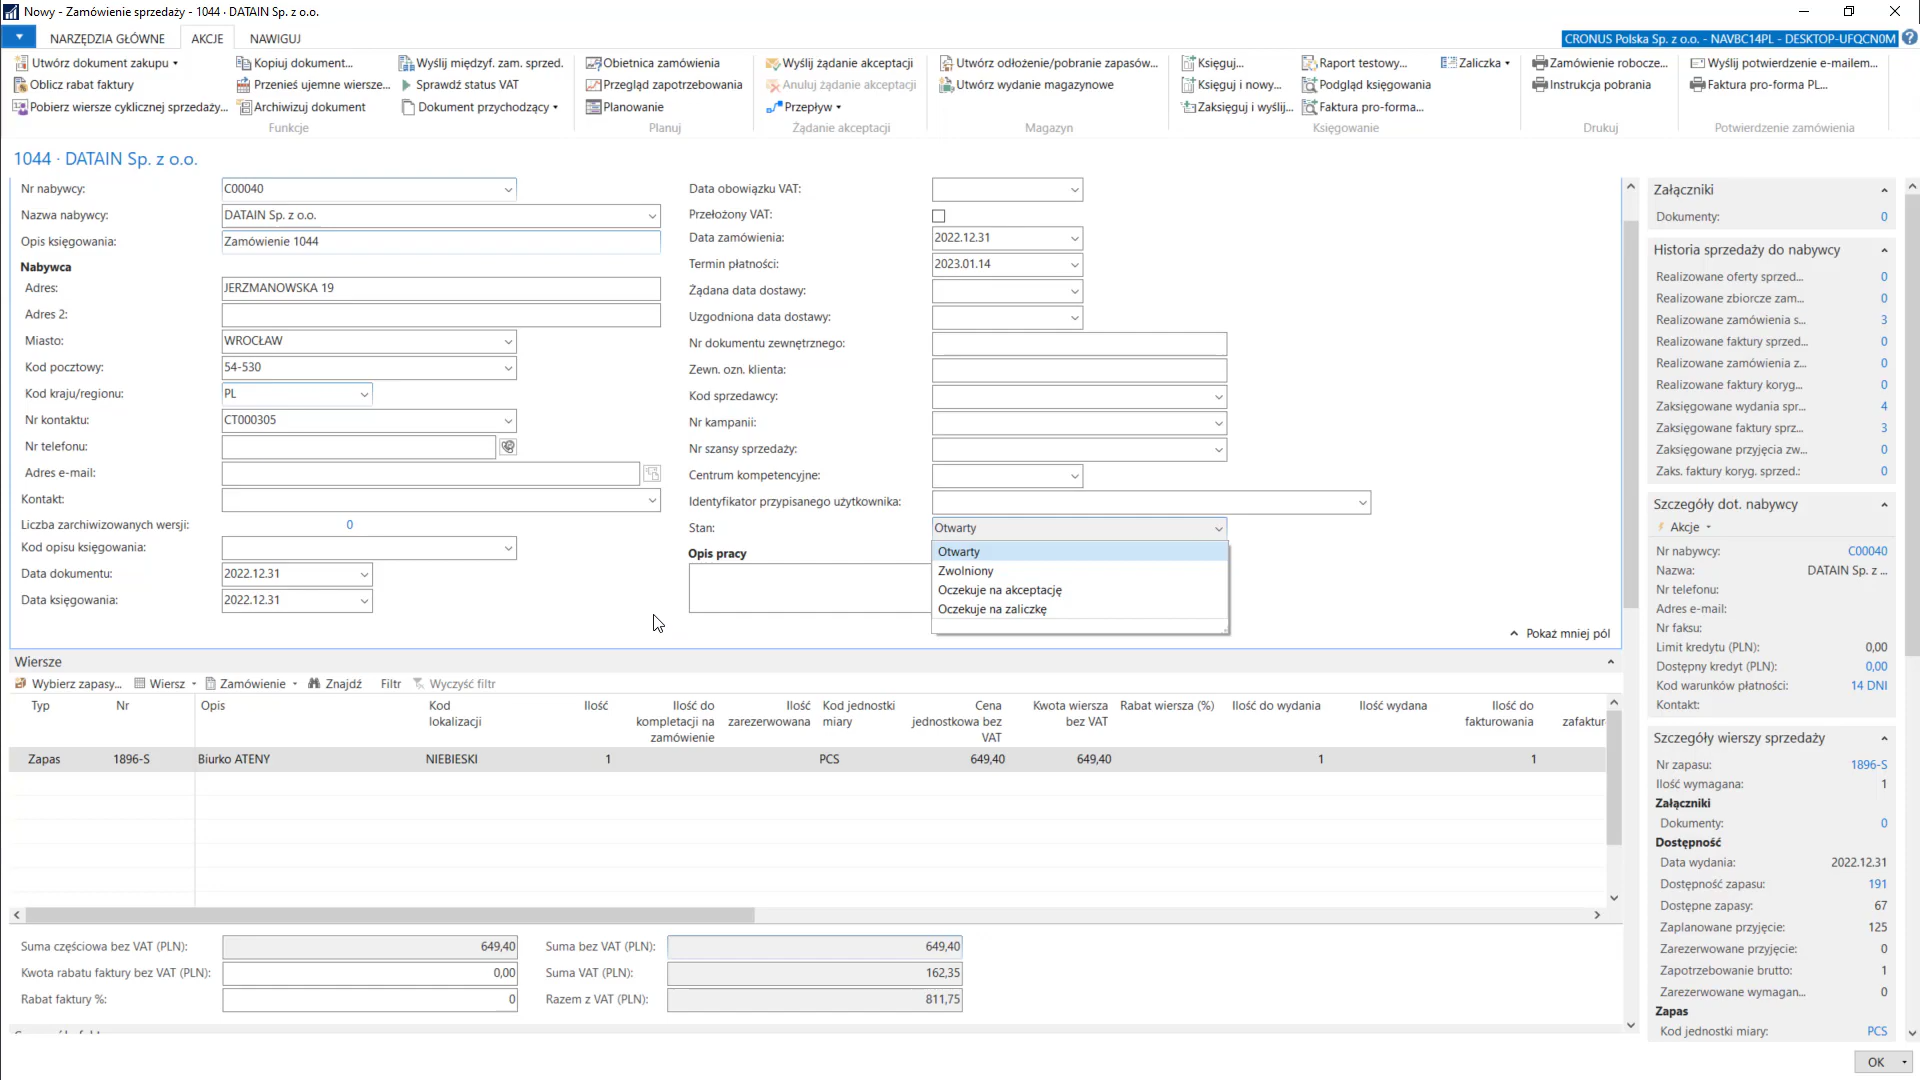 Nowy - Zamówienie sprzedaży - 1044 · DATAIN Sp. z o.o.
NARZĘDZIA GŁÓWNE
AKCJE
NAWIGUJ
CRONUS Polska Sp. z o.o. - NAVBC14PL - DESKTOP-UFQCN0M
Utwórz dokument zakupu
Oblicz rabat faktury
Pobierz wiersze cyklicznej sprzedaży...
Kopiuj dokument...
Przenieś ujemne wiersze...
Archiwizuj dokument
Wyślij międzyf. zam. sprzed.
Sprawdź status VAT
Dokument przychodzący
Funkcje
Obietnica zamówienia
Przegląd zapotrzebowania
Planowanie
Planuj
Wyślij żądanie akceptacji
Anuluj żądanie akceptacji
Przepływ
Żądanie akceptacji
Utwórz odłożenie/pobranie zapasów...
Utwórz wydanie magazynowe
Magazyn
Księguj...
Księguj i nowy...
Zaksięguj i wyślij...
Raport testowy...
Podgląd księgowania
Faktura pro-forma...
Zaliczka
Księgowanie
Zamówienie robocze...
Instrukcja pobrania
Drukuj
Wyślij potwierdzenie e-mailem...
Faktura pro-forma PL...
Potwierdzenie zamówienia
1044 · DATAIN Sp. z o.o.
Nr nabywcy: C00040
Nazwa nabywcy: DATAIN Sp. z o.o.
Opis księgowania: Zamówienie 1044
Nabywca
Adres: JERZMANOWSKA 19
Adres 2:
Miasto: WROCŁAW
Kod pocztowy: 54-530
Kod kraju/regionu: PL
Nr kontaktu: CT000305
Nr telefonu:
Adres e-mail:
Kontakt:
Liczba zarchiwizowanych wersji: 0
Kod opisu księgowania:
Data dokumentu: 2022.12.31
Data księgowania: 2022.12.31
Data obowiązku VAT:
Przełożony VAT:
Data zamówienia: 2022.12.31
Termin płatności: 2023.01.14
Żądana data dostawy:
Uzgodniona data dostawy:
Nr dokumentu zewnętrznego:
Zewn. ozn. klienta:
Kod sprzedawcy:
Nr kampanii:
Nr szansy sprzedaży:
Centrum kompetencyjne:
Identyfikator przypisanego użytkownika:
Stan: Otwarty
Otwarty
Zwolniony
Oczekuje na akceptację
Oczekuje na zaliczkę
Opis pracy
Pokaż mniej pól
Wiersze
Wybierz zapasy... Wiersz Zamówienie Znajdź Filtr Wyczyść filtr
Typ Nr Opis Kod lokalizacji Ilość Ilość do kompletacji na zamówienie Ilość zarezerwowana Kod jednostki miary Cena jednostkowa bez VAT Kwota wiersza bez VAT Rabat wiersza (%) Ilość do wydania Ilość wydana Ilość do fakturowania zafaktur
Zapas 1896-S Biurko ATENY NIEBIESKI 1 PCS 649,40 649,40 1 1
Suma częściowa bez VAT (PLN): 649,40
Kwota rabatu faktury bez VAT (PLN): 0,00
Rabat faktury %: 0
Suma bez VAT (PLN): 649,40
Suma VAT (PLN): 162,35
Razem z VAT (PLN): 811,75
Załączniki
Dokumenty: 0
Historia sprzedaży do nabywcy
Realizowane oferty sprzed... 0
Realizowane zbiorcze zam... 0
Realizowane zamówienia s... 3
Realizowane faktury sprzed... 0
Realizowane zamówienia z... 0
Realizowane faktury koryg... 0
Zaksięgowane wydania spr... 4
Zaksięgowane faktury sprz... 3
Zaksięgowane przyjęcia zw... 0
Zaks. faktury koryg. sprzed.: 0
Szczegóły dot. nabywcy
Akcje
Nr nabywcy: C00040
Nazwa: DATAIN Sp. z ...
Nr telefonu:
Adres e-mail:
Nr faksu:
Limit kredytu (PLN): 0,00
Dostępny kredyt (PLN): 0,00
Kod warunków płatności: 14 DNI
Kontakt:
Szczegóły wierszy sprzedaży
Nr zapasu: 1896-S
Ilość wymagana: 1
Załączniki
Dokumenty: 0
Dostępność
Data wydania: 2022.12.31
Dostępność zapasu: 191
Dostępne zapasy: 67
Zaplanowane przyjęcie: 125
Zarezerwowane przyjęcie: 0
Zapotrzebowanie brutto: 1
Zarezerwowane wymagan... 0
Zapas
Kod jednostki miary: PCS
OK